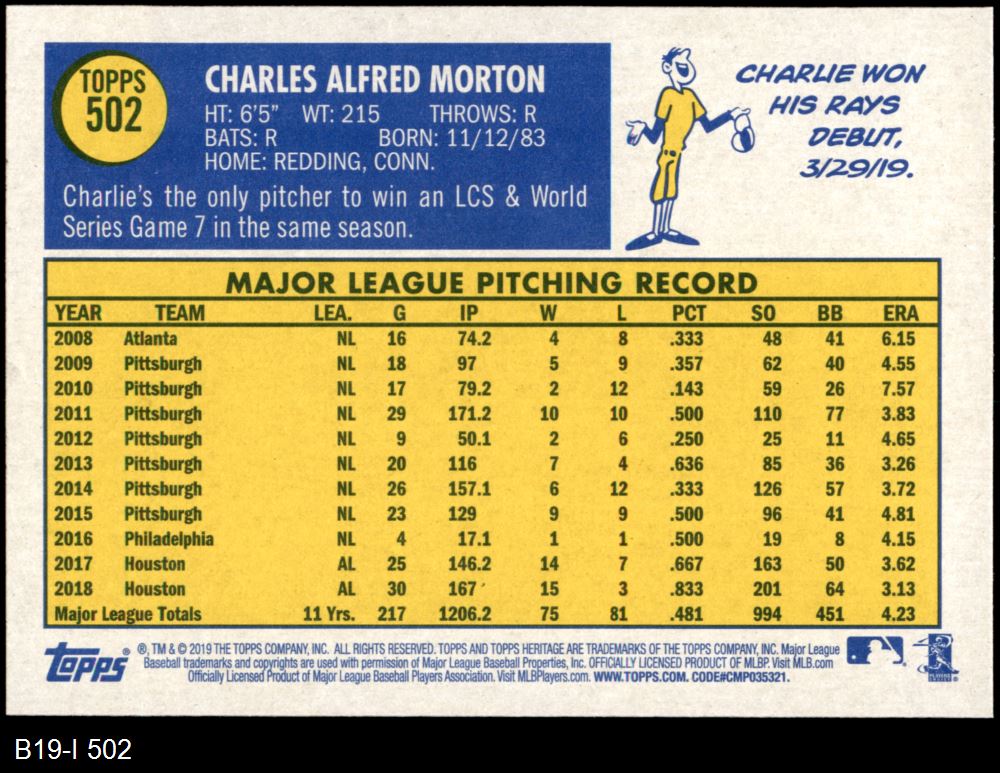 TOPPS
502
CHARLES ALFRED MORTON
HT: 6'5" WT: 215 THROWS: R
BATS: R BORN: 11/12/83
HOME: REDDING, CONN.
Charlie's the only pitcher to win an LCS & World
Series Game 7 in the same season.
CHARLIE WON
HIS RAYS
DEBUT,
3/29/19.
MAJOR LEAGUE PITCHING RECORD
YEAR TEAM LEA. G IP W L PCT SO BB ERA
2008 Atlanta NL 16 74.2 4 8 .333 48 41 6.15
2009 Pittsburgh NL 18 97 5 9 .357 62 40 4.55
2010 Pittsburgh NL 17 79.2 2 12 .143 59 26 7.57
2011 Pittsburgh NL 29 171.2 10 10 .500 110 77 3.83
2012 Pittsburgh NL 9 50.1 2 6 .250 25 11 4.65
2013 Pittsburgh NL 20 116 7 4 .636 85 36 3.26
2014 Pittsburgh NL 26 157.1 6 12 .333 126 57 3.72
2015 Pittsburgh NL 23 129 9 9 .500 96 41 4.81
2016 Philadelphia NL 4 17.1 1 1 .500 19 8 4.15
2017 Houston AL 25 146.2 14 7 .667 163 50 3.62
2018 Houston AL 30 167 15 3 .833 201 64 3.13
Major League Totals 11 Yrs. 217 1206.2 75 81 .481 994 451 4.23
Topps ® ®, TM & © 2019 THE TOPPS COMPANY, INC. ALL RIGHTS RESERVED. TOPPS AND TOPPS HERITAGE ARE TRADEMARKS OF THE TOPPS COMPANY, INC. Major League
Baseball trademarks and copyrights are used with permission of Major League Baseball Properties, Inc. OFFICIALLY LICENSED PRODUCT OF MLBP. Visit MLB.com
Officially Licensed Product of Major League Baseball Players Association. Visit MLBPlayers.com. WWW.TOPPS.COM. CODE#CMP035321.
B19-I 502